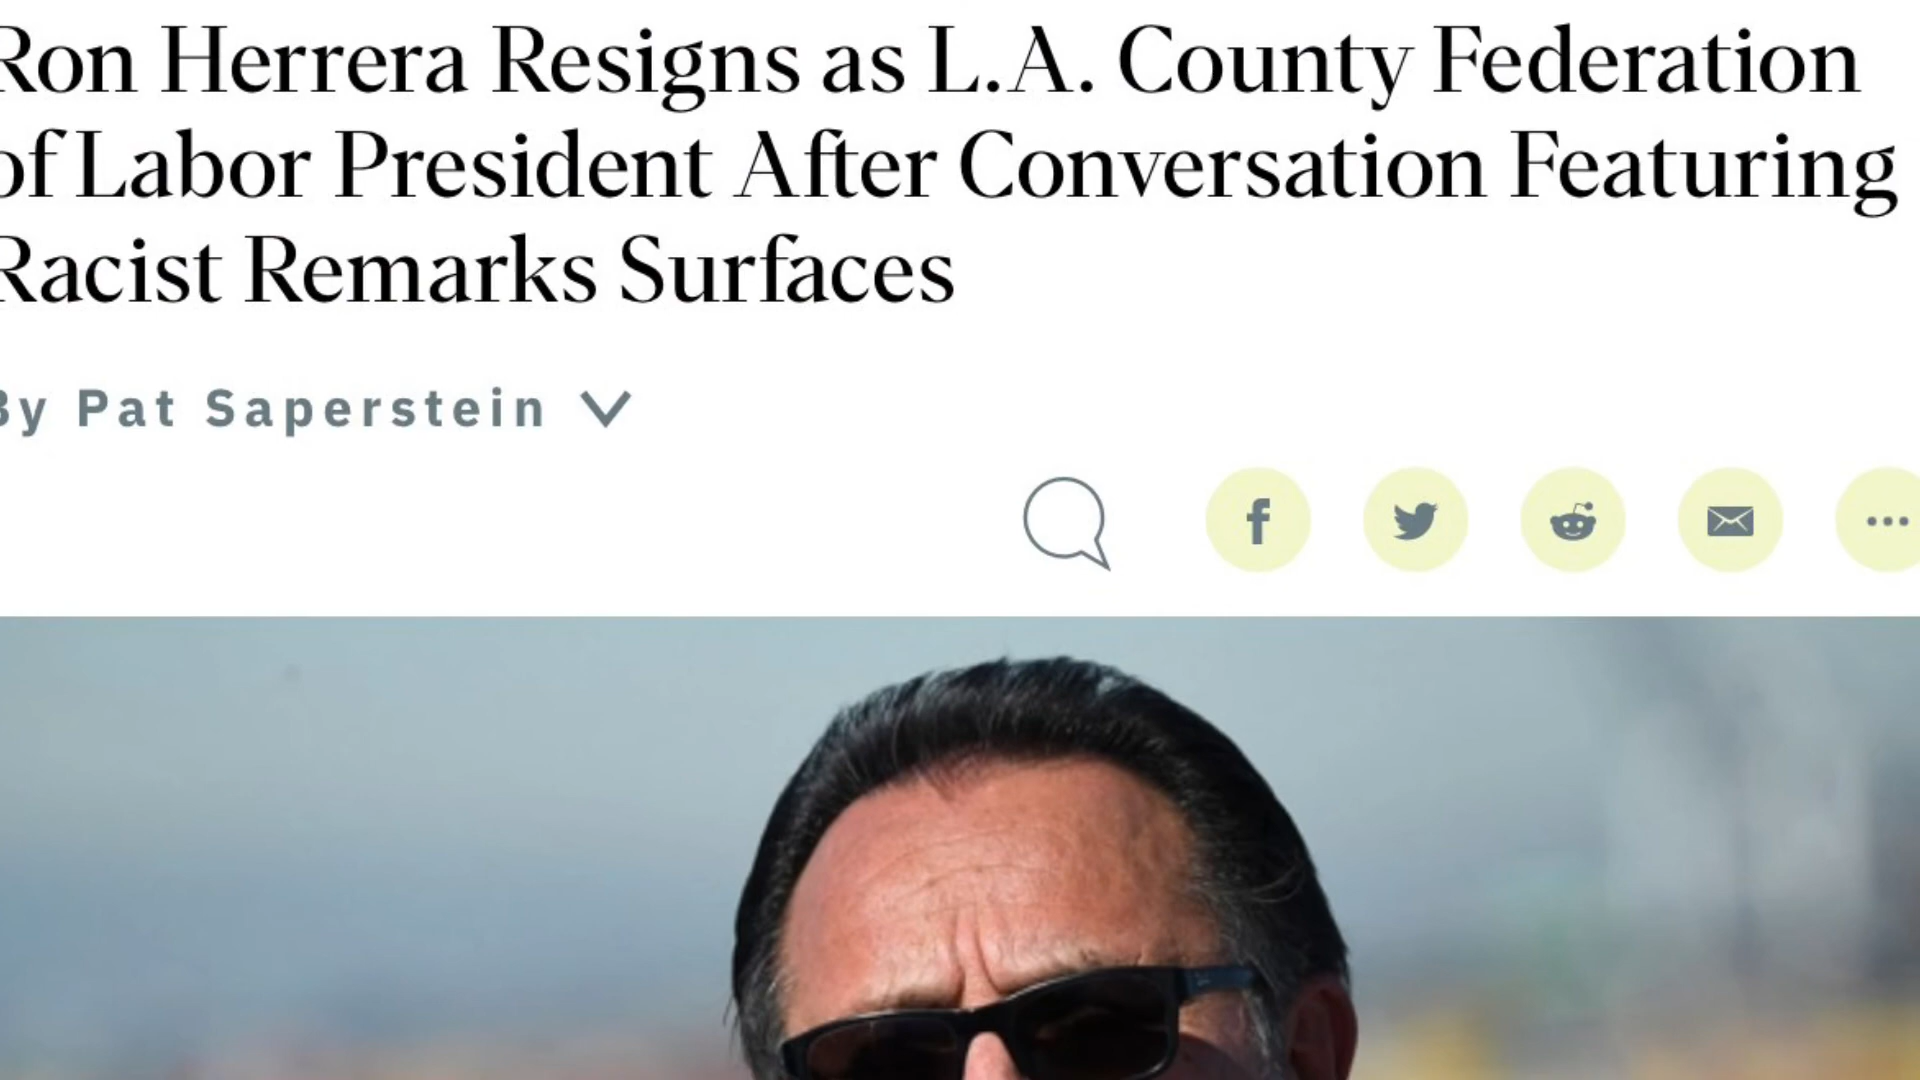 Ron Herrera Resigns as L.A. County Federation
of Labor President After Conversation Featuring
Racist Remarks Surfaces
By Pat Saperstein